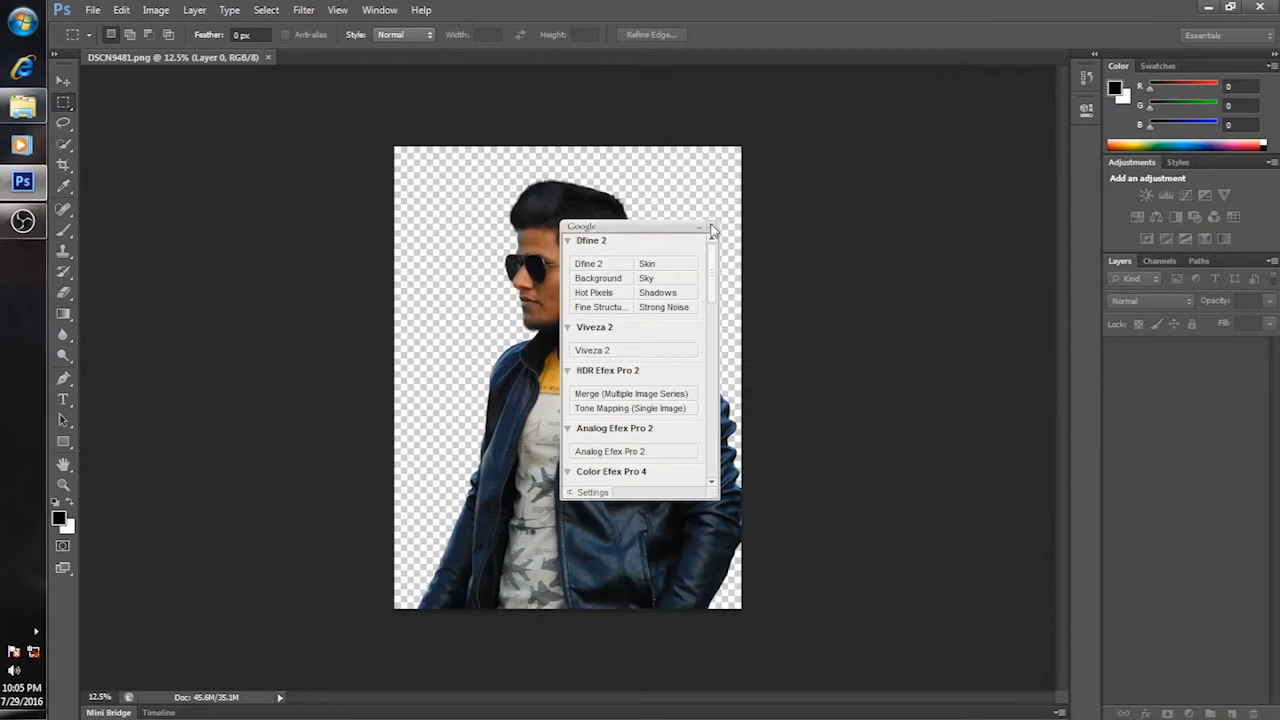 Ps File Edit Image Layer Type Select Filter View Window Help
Feather: 0 px Anti-alias Style: Normal Width: Height: Refine Edge... Essentials
DSCN9481.png @ 12.5% (Layer 0, RGB/8) ×
Color Swatches
R 0
G 0
B 0
Adjustments Styles
Add an adjustment
Layers Channels Paths
Kind
Normal Opacity:
Lock: Fill:
Google
Dfine 2
Dfine 2 Skin
Background Sky
Hot Pixels Shadows
Fine Structu... Strong Noise
Viveza 2
Viveza 2
HDR Efex Pro 2
Merge (Multiple Image Series)
Tone Mapping (Single Image)
Analog Efex Pro 2
Analog Efex Pro 2
Color Efex Pro 4
Settings
Ps
10:05 PM
7/29/2016
12.5% Doc: 45.6M/35.1M
Mini Bridge Timeline